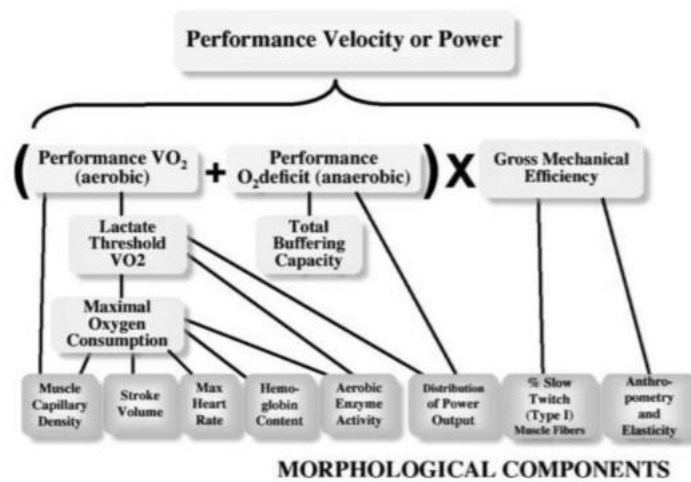 Performance Velocity or Power
( Performance VO₂
(aerobic)
+
Performance
O₂deficit (anaerobic) )
X
Gross Mechanical
Efficiency
Lactate
Threshold
VO2
Total
Buffering
Capacity
Maximal
Oxygen
Consumption
Muscle
Capillary
Density
Stroke
Volume
Max
Heart
Rate
Hemo-
globin
Content
Aerobic
Enzyme
Activity
Distribution
of Power
Output
% Slow
Twitch
(Type I)
Muscle Fibers
Anthro-
pometry
and
Elasticity
MORPHOLOGICAL COMPONENTS